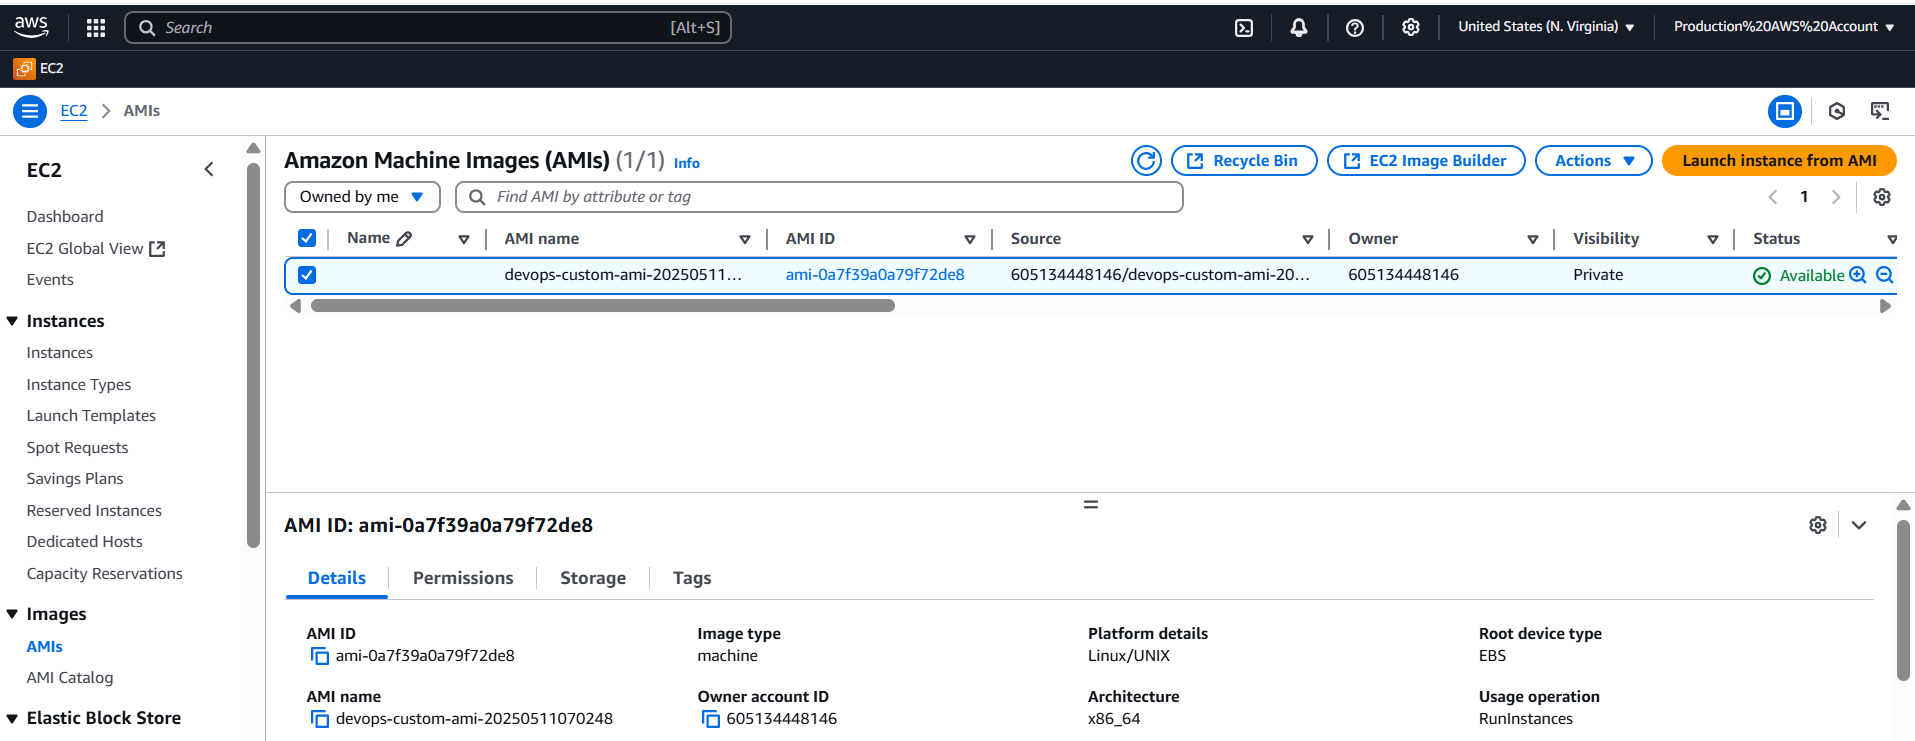 aws
Search [Alt+S]
United States (N. Virginia)
Production%20AWS%20Account
EC2
EC2 > AMIs
EC2
Dashboard
EC2 Global View
Events
Instances
Instances
Instance Types
Launch Templates
Spot Requests
Savings Plans
Reserved Instances
Dedicated Hosts
Capacity Reservations
Images
AMIs
AMI Catalog
Elastic Block Store
Amazon Machine Images (AMIs) (1/1) Info
Recycle Bin
EC2 Image Builder
Actions
Launch instance from AMI
Owned by me
Find AMI by attribute or tag
1
Name AMI name AMI ID Source Owner Visibility Status
devops-custom-ami-20250511... ami-0a7f39a0a79f72de8 605134448146/devops-custom-ami-20... 605134448146 Private Available
AMI ID: ami-0a7f39a0a79f72de8
Details Permissions Storage Tags
AMI ID Image type Platform details Root device type
ami-0a7f39a0a79f72de8 machine Linux/UNIX EBS
AMI name Owner account ID Architecture Usage operation
devops-custom-ami-20250511070248 605134448146 x86_64 RunInstances